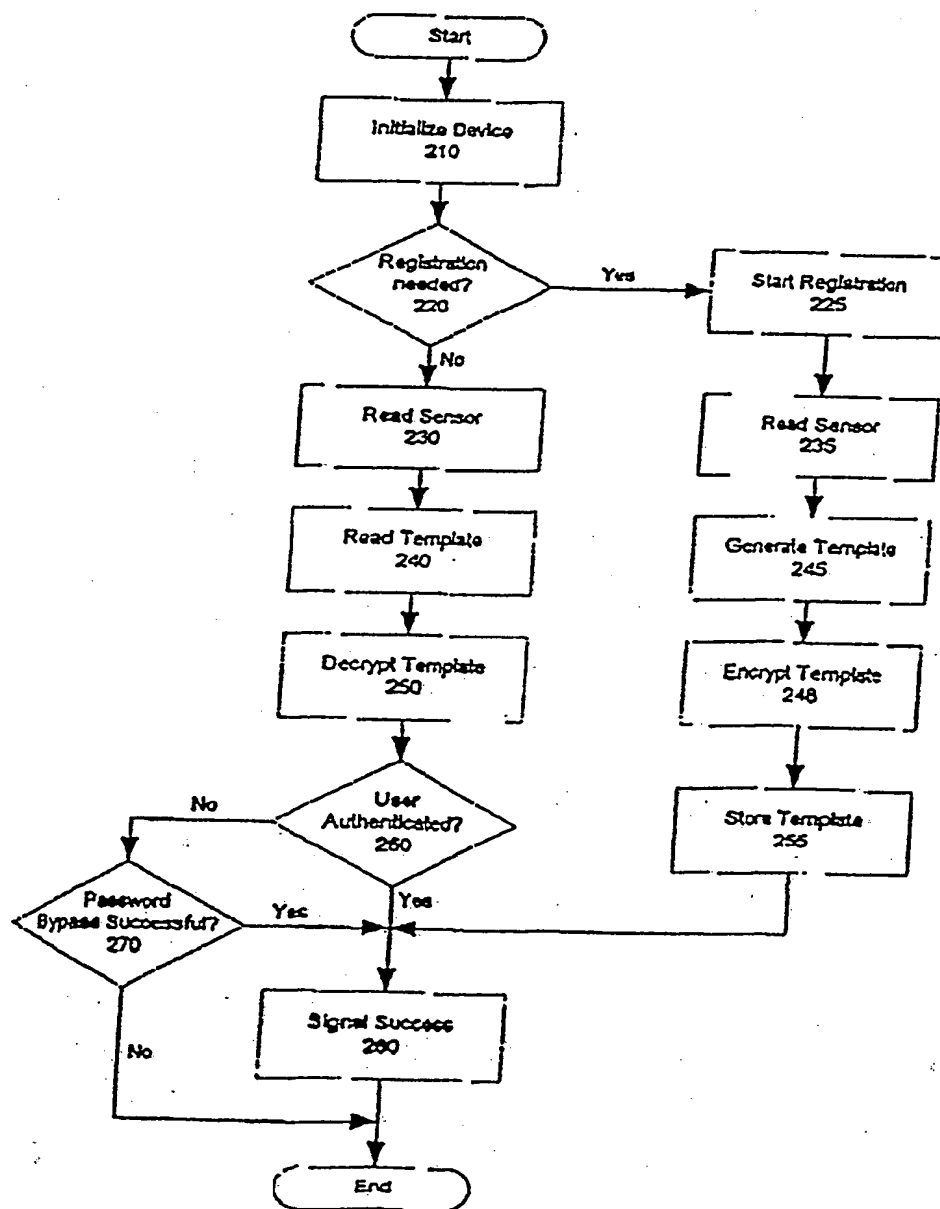 Start
Initialize Device
210
Registration
needed?
220
Yes
Start Registration
225
No
Read Sensor
230
Read Sensor
235
Read Template
240
Generate Template
245
Decrypt Template
250
Encrypt Template
248
User
Authenticated?
260
No
Store Template
255
Password
Bypass Successful?
270
Yes
Yes
Signal Success
280
No
End